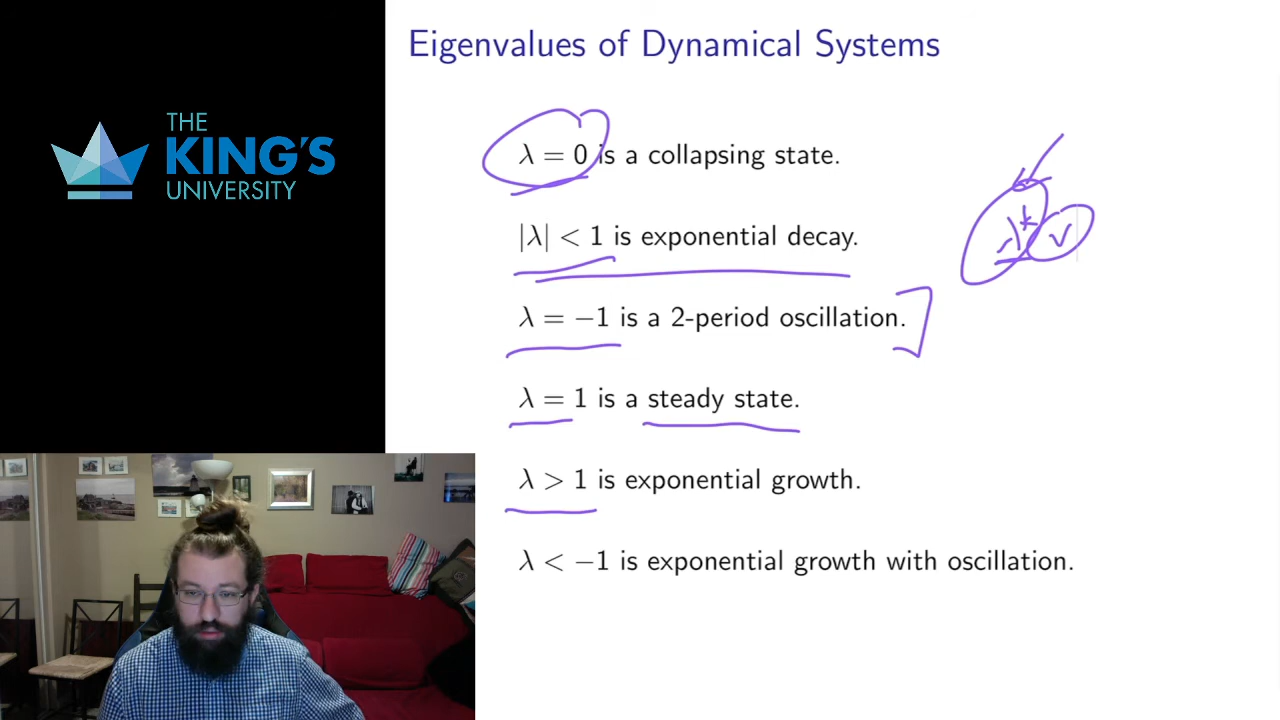 Eigenvalues of Dynamical Systems
THE
KING'S
UNIVERSITY
λ = 0 is a collapsing state.
|λ| < 1 is exponential decay.
λᵏ v
λ = −1 is a 2-period oscillation.
λ = 1 is a steady state.
λ > 1 is exponential growth.
λ < −1 is exponential growth with oscillation.